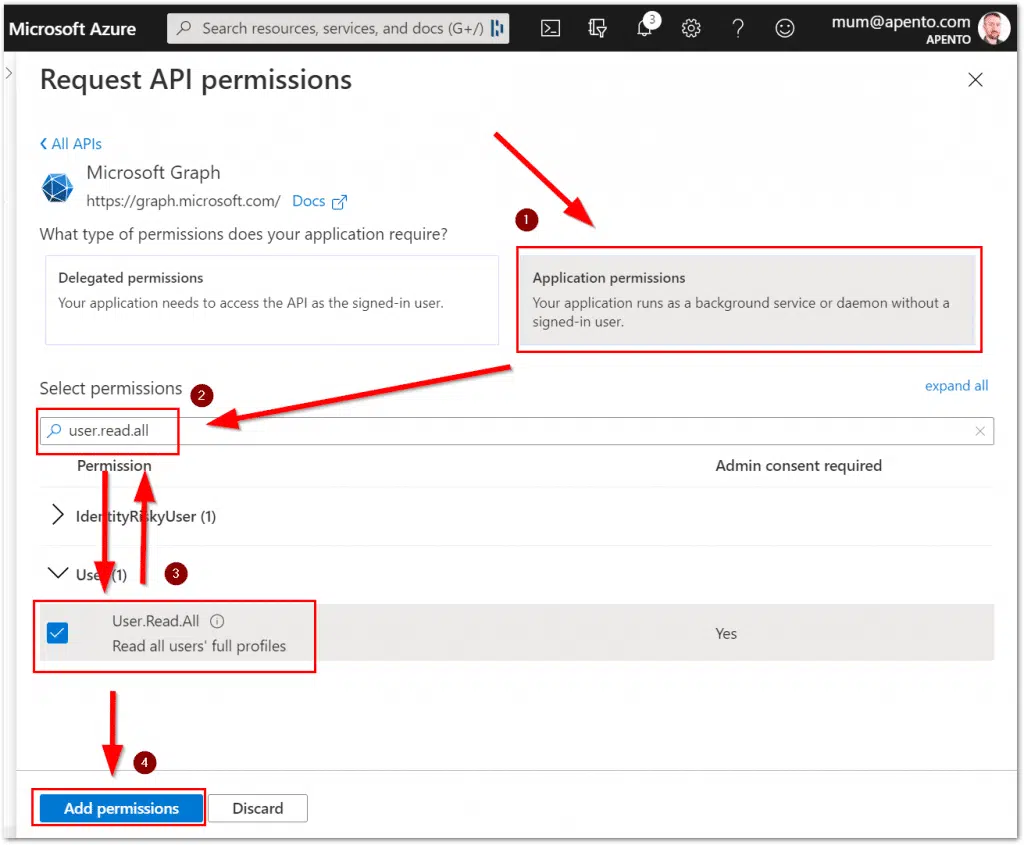 Microsoft Azure
Search resources, services, and docs (G+/)
3
mum@apento.com
APENTO
Request API permissions
All APIs
Microsoft Graph
https://graph.microsoft.com/ Docs
1
What type of permissions does your application require?
Delegated permissions
Your application needs to access the API as the signed-in user.
Application permissions
Your application runs as a background service or daemon without a
signed-in user.
Select permissions
2
expand all
user.read.all
Permission
Admin consent required
IdentityRiskyUser (1)
User (1)
3
User.Read.All
Read all users' full profiles
Yes
4
Add permissions
Discard